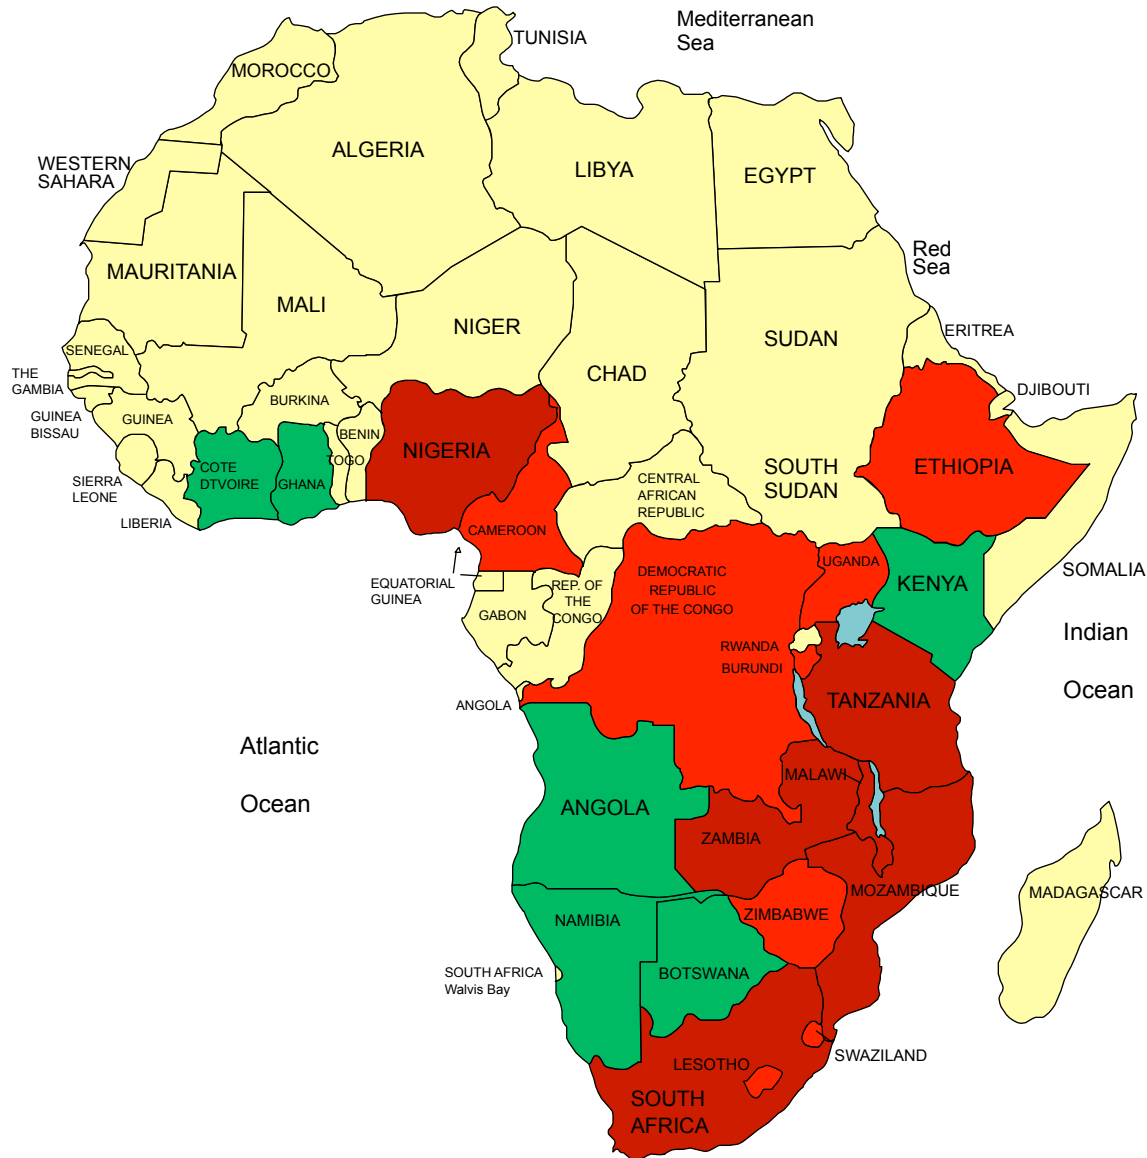 Mediterranean
Sea
TUNISIA
MOROCCO
ALGERIA
LIBYA
EGYPT
WESTERN
SAHARA
Red
Sea
MAURITANIA
MALI
NIGER
CHAD
SUDAN
ERITREA
SENEGAL
THE
GAMBIA
DJIBOUTI
GUINEA
BISSAU
GUINEA
BURKINA
BENIN
TOGO
NIGERIA
COTE
DTVOIRE
GHANA
SIERRA
LEONE
LIBERIA
CENTRAL
AFRICAN
REPUBLIC
SOUTH
SUDAN
ETHIOPIA
CAMEROON
SOMALIA
EQUATORIAL
GUINEA
GABON
REP. OF
THE
CONGO
DEMOCRATIC
REPUBLIC
OF THE CONGO
UGANDA
KENYA
Indian
Ocean
RWANDA
BURUNDI
TANZANIA
ANGOLA
Atlantic
Ocean
ANGOLA
MALAWI
ZAMBIA
MOZAMBIQUE
MADAGASCAR
NAMIBIA
ZIMBABWE
BOTSWANA
SOUTH AFRICA
Walvis Bay
SWAZILAND
LESOTHO
SOUTH
AFRICA